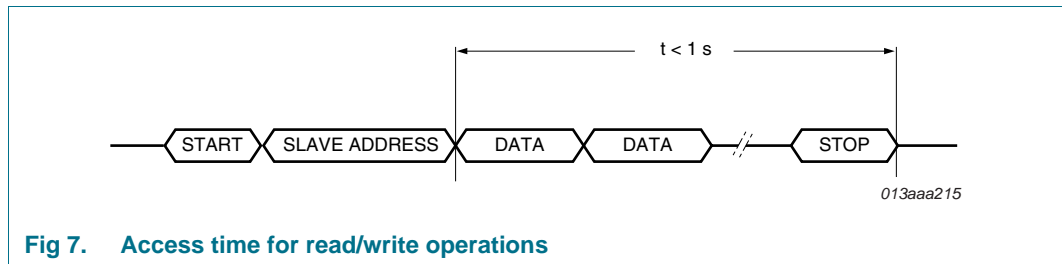 t < 1 s
START SLAVE ADDRESS DATA DATA STOP
013aaa215
Fig 7. Access time for read/write operations